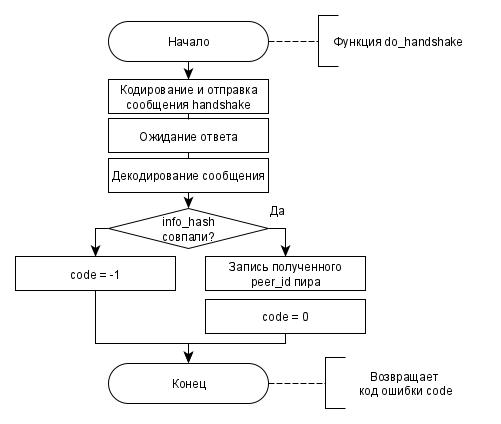 Начало
Функция do_handshake
Кодирование и отправка
сообщения handshake
Ожидание ответа
Декодирование сообщения
info_hash
совпали?
Да
code = -1
Запись полученного
peer_id пира
code = 0
Конец
Возвращает
код ошибки code